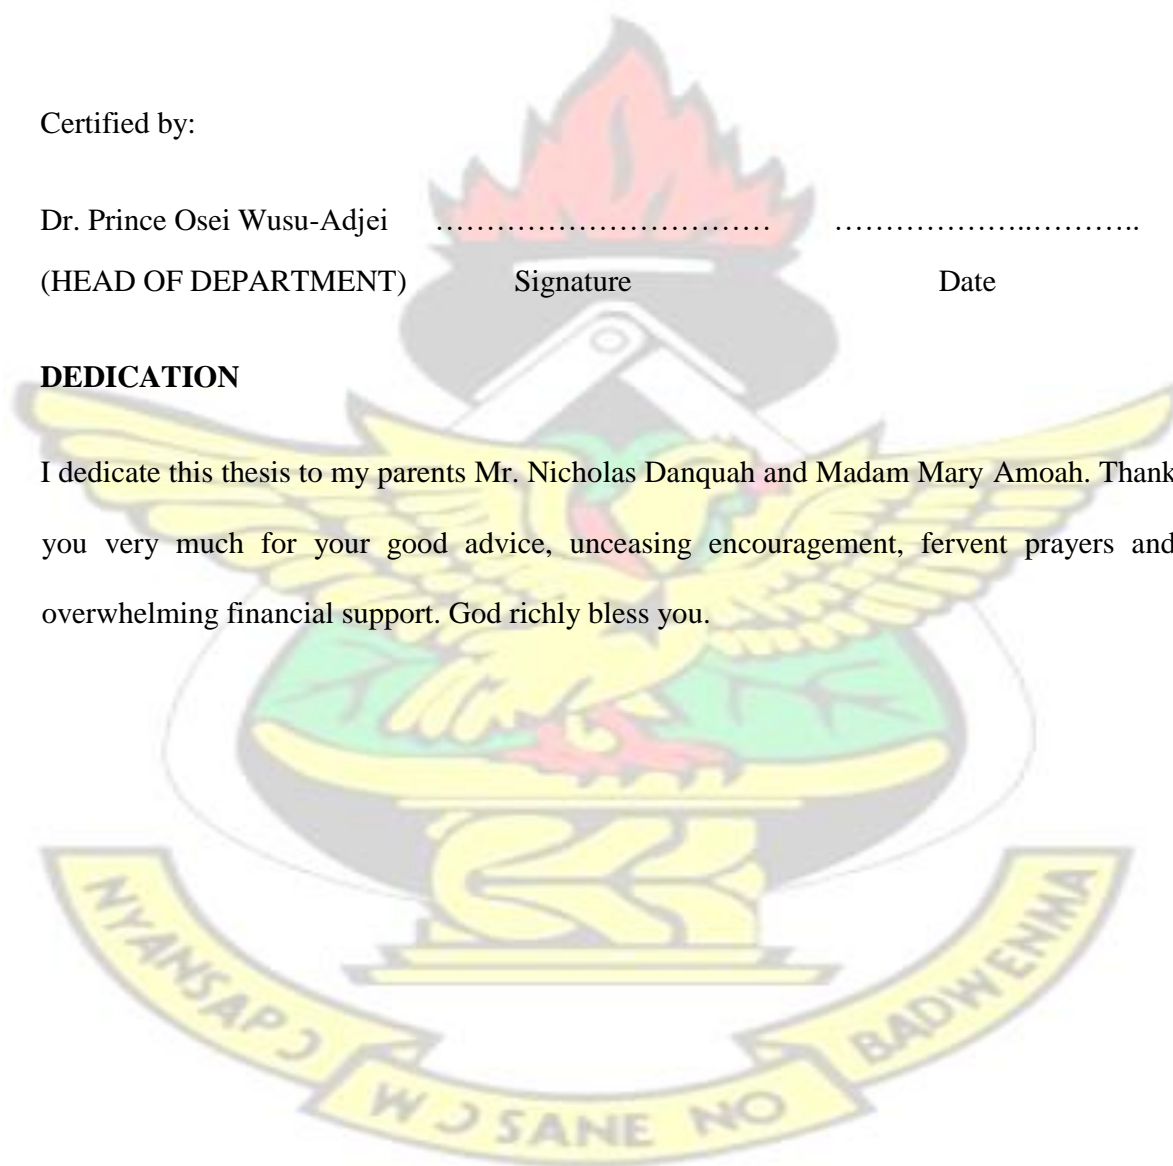 Certified by:
Dr. Prince Osei Wusu-Adjei …………………………… ………………..………..
(HEAD OF DEPARTMENT) Signature Date
DEDICATION
I dedicate this thesis to my parents Mr. Nicholas Danquah and Madam Mary Amoah. Thank
you very much for your good advice, unceasing encouragement, fervent prayers and
overwhelming financial support. God richly bless you.
NYANSAPƆ
WƆSANE NO
BADWENMA